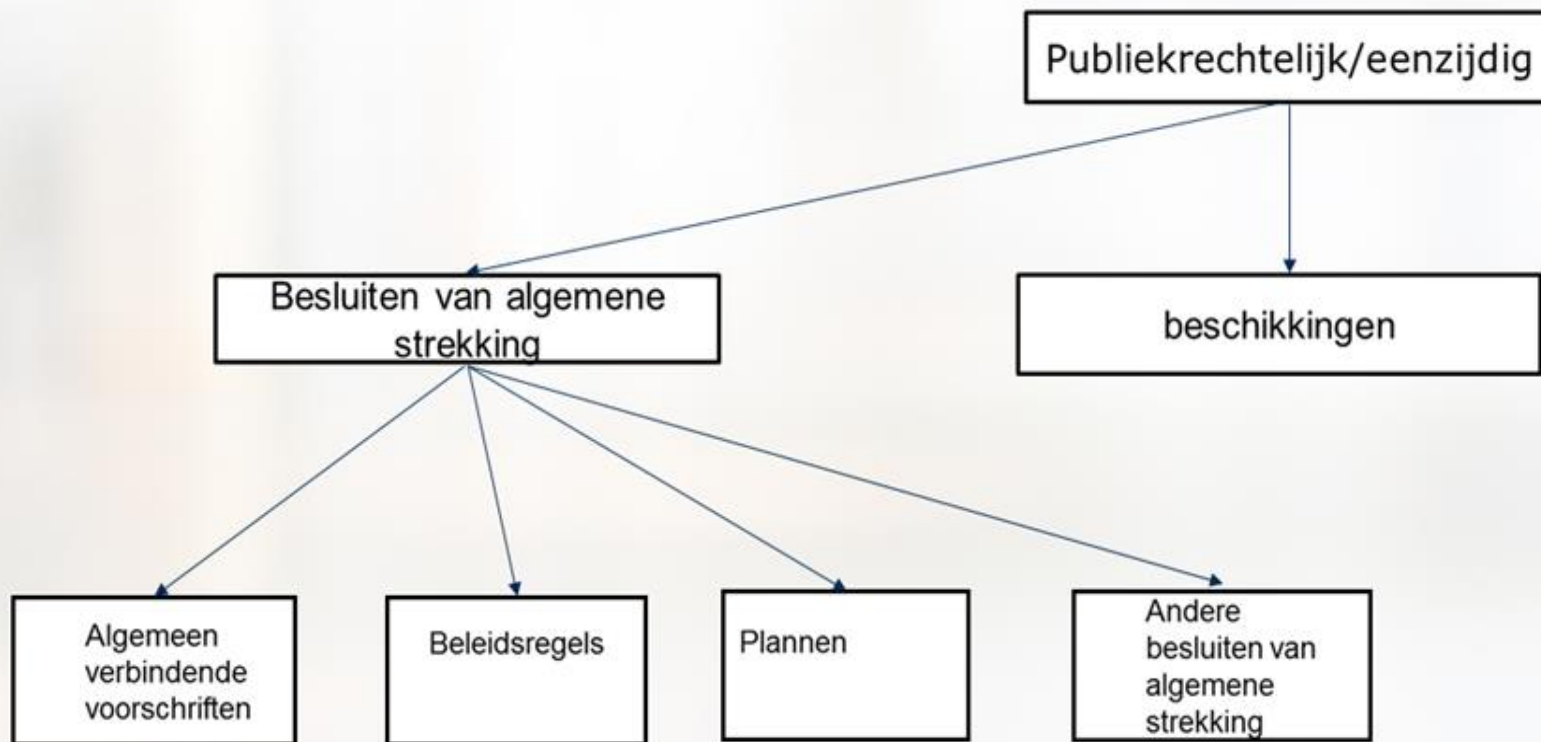 Publiekrechtelijk/eenzijdig
Besluiten van algemene
strekking
beschikkingen
Algemeen
verbindende
voorschriften
Beleidsregels
Plannen
Andere
besluiten van
algemene
strekking